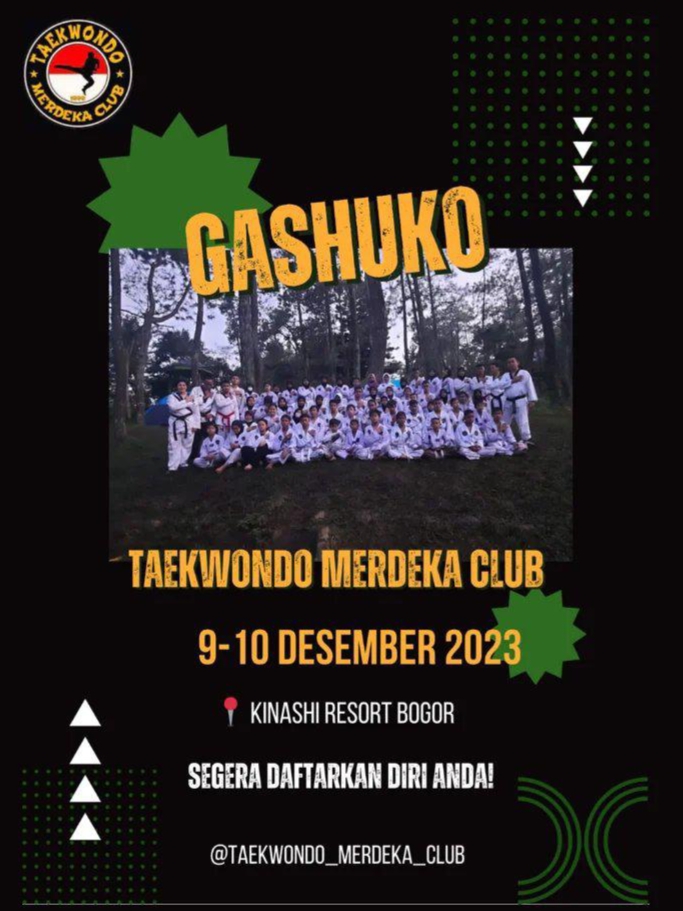 TAEKWONDO
MERDEKA CLUB
GASHUKO
TAEKWONDO MERDEKA CLUB
9-10 DESEMBER 2023
KINASHI RESORT BOGOR
SEGERA DAFTARKAN DIRI ANDA!
@TAEKWONDO_MERDEKA_CLUB